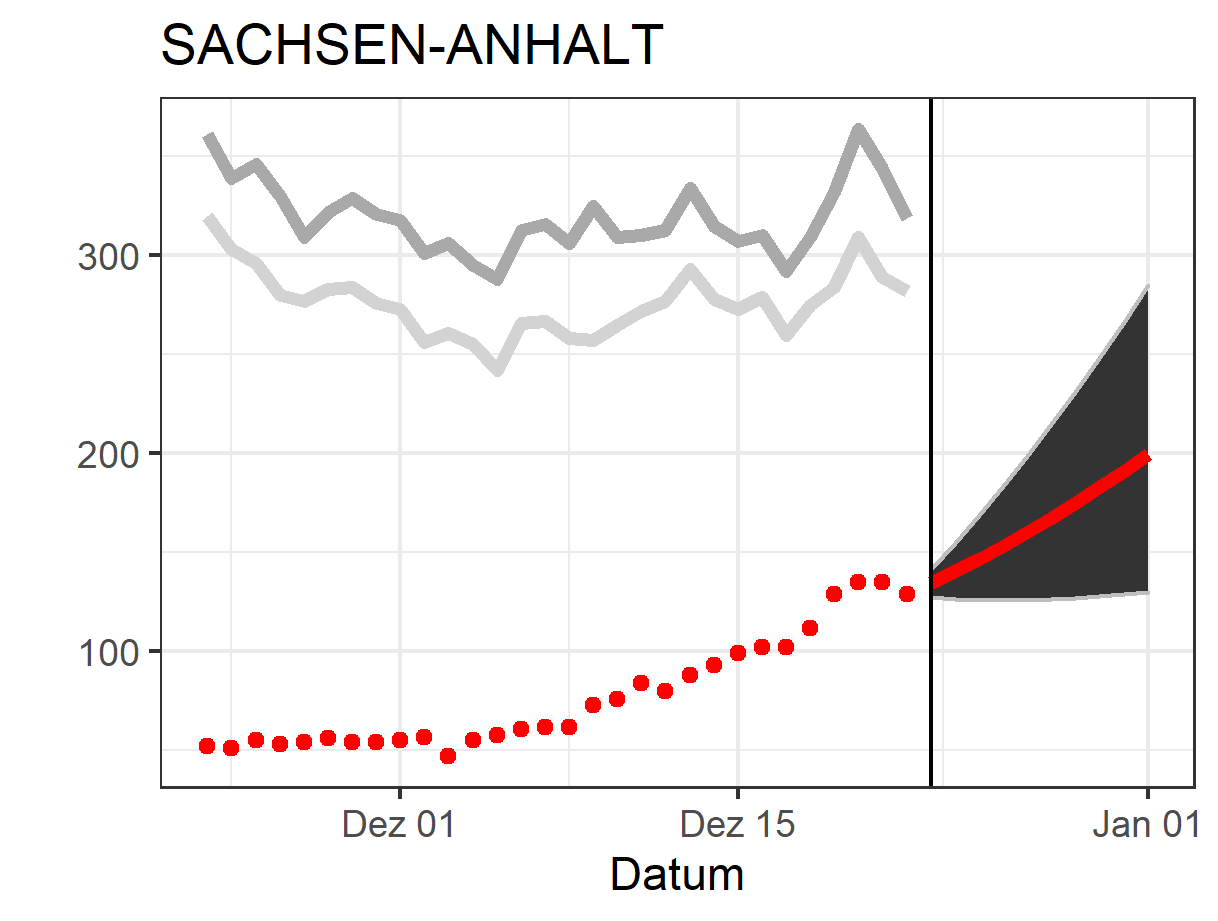 SACHSEN-ANHALT
300
200
100
Dez 01 Dez 15 Jan 01
Datum